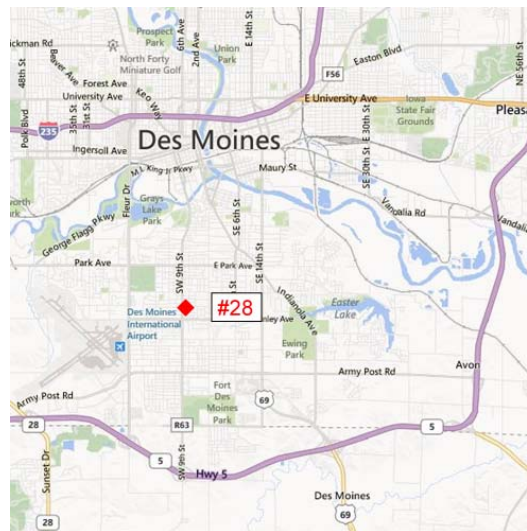 Prospect
Park
6th Ave
2nd Ave
E 14th St
ickman Rd
48th St
Beaver Ave
North Forty
Miniature Golf
Union
Park
F56
Easton Blvd
NE 56th St
Forest Ave
University Ave
Keo Way
E University Ave
35th St
31st St
Iowa
State Fair
Grounds
Pleasa
235
Polk Blvd
Ingersoll Ave
Des Moines
SE 30th St
E 30th St
M L King Jr Pkwy
Maury St
Fleur Dr
Grays
Lake
Park
worth
Park
George Flagg Pkwy
SE 6th St
SE 14th St
Vandalia Rd
Vandalia
Park Ave
E Park Ave
SW 9th St
Indianola Ave
Des Moines
International
Airport
#28
nley Ave
Easter
Lake
Ewing
Park
Army Post Rd
Avon
Army Post Rd
Fort
Des
Moines
Park
69
28
R63
5
28
Sunset Dr
5
SW 9th St
Hwy 5
69
Des Moines